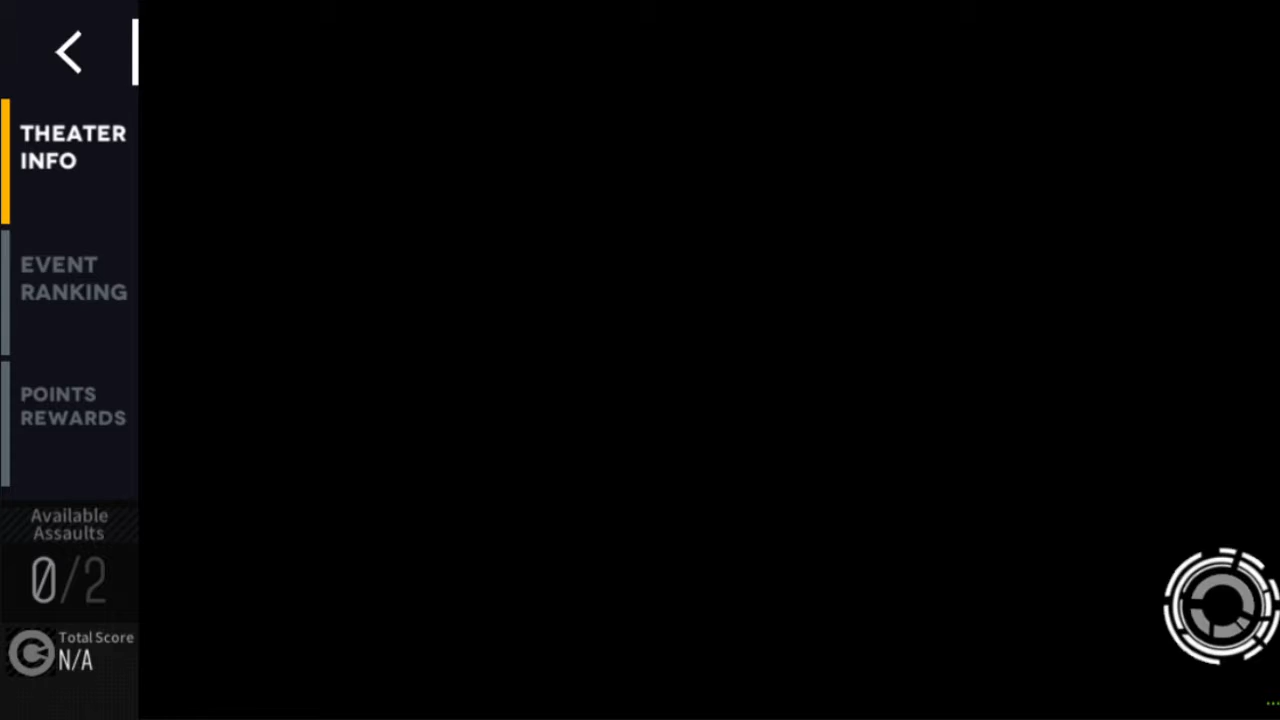 THEATER
INFO
EVENT
RANKING
POINTS
REWARDS
Available
Assaults
0/2
Total Score
N/A